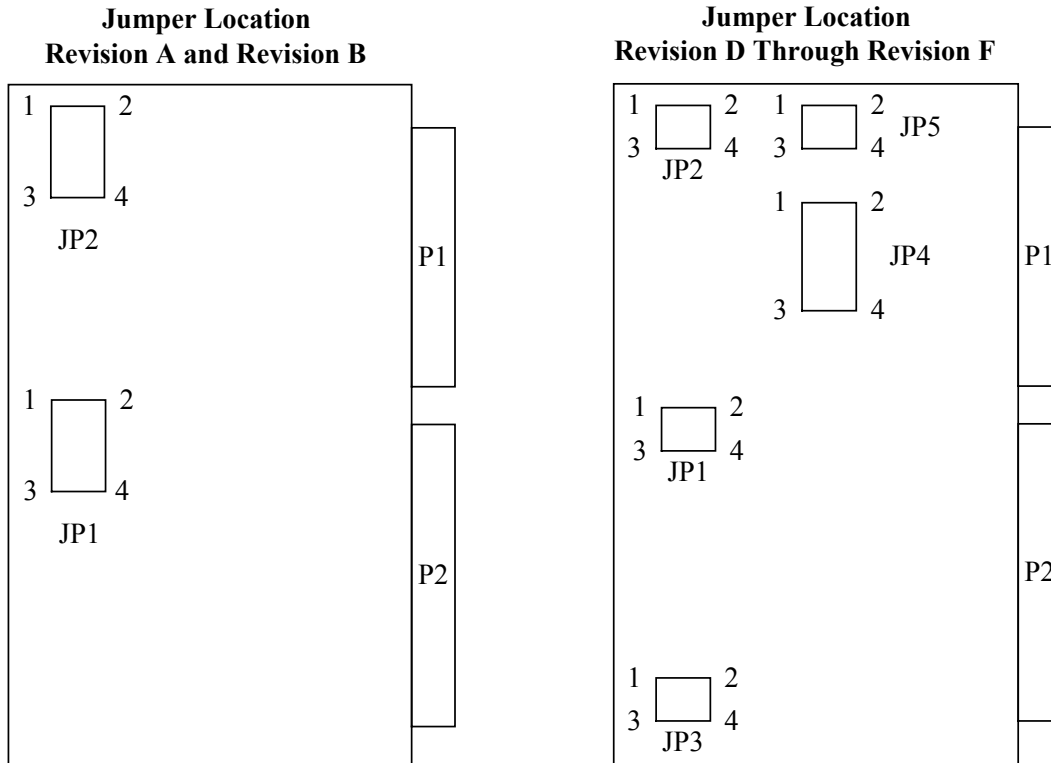 Jumper Location
Revision A and Revision B
1 2
3 4
JP2
P1
1 2
3 4
JP1
P2
Jumper Location
Revision D Through Revision F
1 2 1 2 JP5
3 4 3 4
JP2
1 2
JP4 P1
3 4
1 2
3 4
JP1
P2
1 2
3 4
JP3